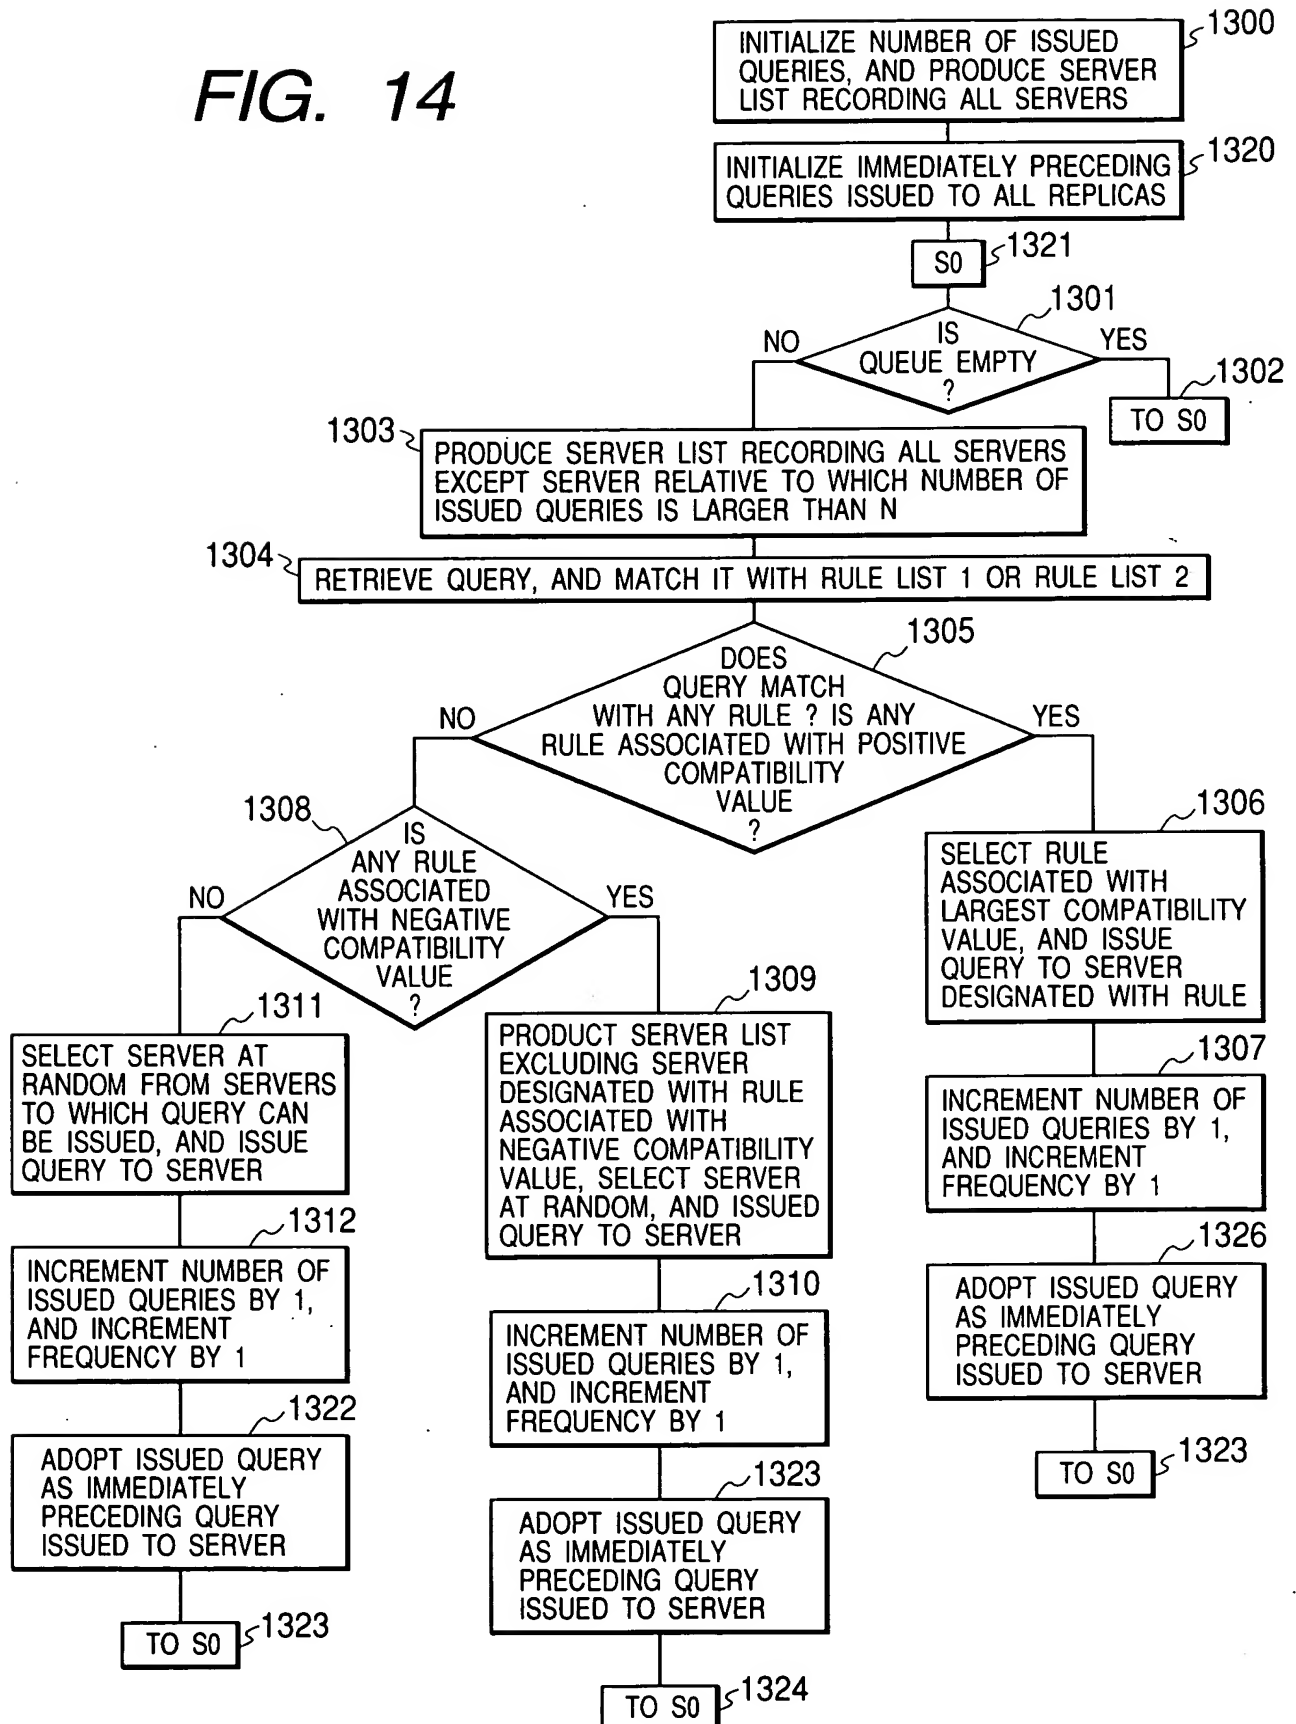 FIG. 14
1300
INITIALIZE NUMBER OF ISSUED
QUERIES, AND PRODUCE SERVER
LIST RECORDING ALL SERVERS
1320
INITIALIZE IMMEDIATELY PRECEDING
QUERIES ISSUED TO ALL REPLICAS
1321
S0
1301
IS
QUEUE EMPTY
?
NO
YES
1302
TO S0
1303
PRODUCE SERVER LIST RECORDING ALL SERVERS
EXCEPT SERVER RELATIVE TO WHICH NUMBER OF
ISSUED QUERIES IS LARGER THAN N
1304
RETRIEVE QUERY, AND MATCH IT WITH RULE LIST 1 OR RULE LIST 2
1305
DOES
QUERY MATCH
WITH ANY RULE ? IS ANY
RULE ASSOCIATED WITH POSITIVE
COMPATIBILITY
VALUE
?
NO
YES
1308
IS
ANY RULE
ASSOCIATED
WITH NEGATIVE
COMPATIBILITY
VALUE
?
NO
YES
1306
SELECT RULE
ASSOCIATED WITH
LARGEST COMPATIBILITY
VALUE, AND ISSUE
QUERY TO SERVER
DESIGNATED WITH RULE
1311
SELECT SERVER AT
RANDOM FROM SERVERS
TO WHICH QUERY CAN
BE ISSUED, AND ISSUE
QUERY TO SERVER
1309
PRODUCT SERVER LIST
EXCLUDING SERVER
DESIGNATED WITH RULE
ASSOCIATED WITH
NEGATIVE COMPATIBILITY
VALUE, SELECT SERVER
AT RANDOM, AND ISSUED
QUERY TO SERVER
1307
INCREMENT NUMBER OF
ISSUED QUERIES BY 1,
AND INCREMENT
FREQUENCY BY 1
1312
INCREMENT NUMBER OF
ISSUED QUERIES BY 1,
AND INCREMENT
FREQUENCY BY 1
1310
INCREMENT NUMBER OF
ISSUED QUERIES BY 1,
AND INCREMENT
FREQUENCY BY 1
1326
ADOPT ISSUED QUERY
AS IMMEDIATELY
PRECEDING QUERY
ISSUED TO SERVER
1322
ADOPT ISSUED QUERY
AS IMMEDIATELY
PRECEDING QUERY
ISSUED TO SERVER
1323
ADOPT ISSUED QUERY
AS IMMEDIATELY
PRECEDING QUERY
ISSUED TO SERVER
1323
TO S0
1323
TO S0
1324
TO S0